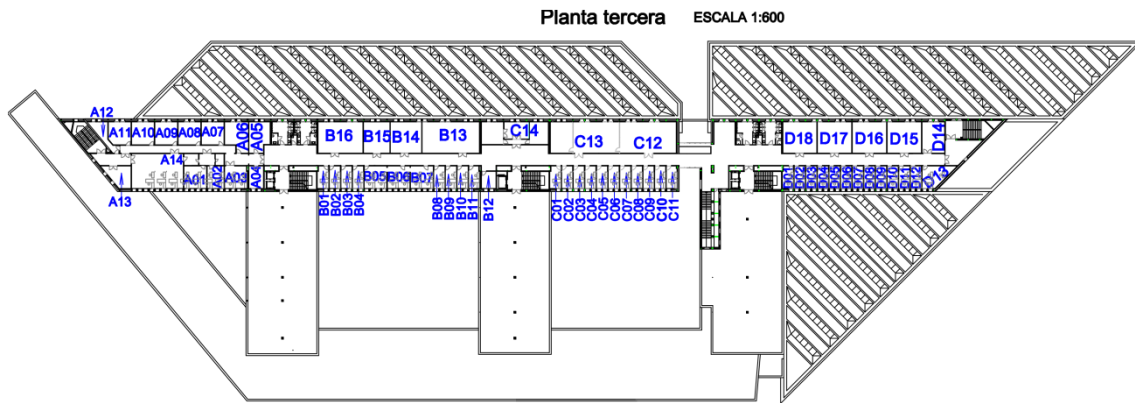 Planta tercera ESCALA 1:600
A12
A11 A10 A09 A08 A07 A06 A05 B16 B15 B14 B13 C14 C13 C12 D18 D17 D16 D15 D14
A14
A01 A02 A03 A04 B05 B06 B07 D01 D02 D03 D04 D05 D06 D07 D08 D09 D10 D11 D12 D13
A13 B01 B02 B03 B04 B08 B09 B10 B11 B12 C01 C02 C03 C04 C05 C06 C07 C08 C09 C10 C11